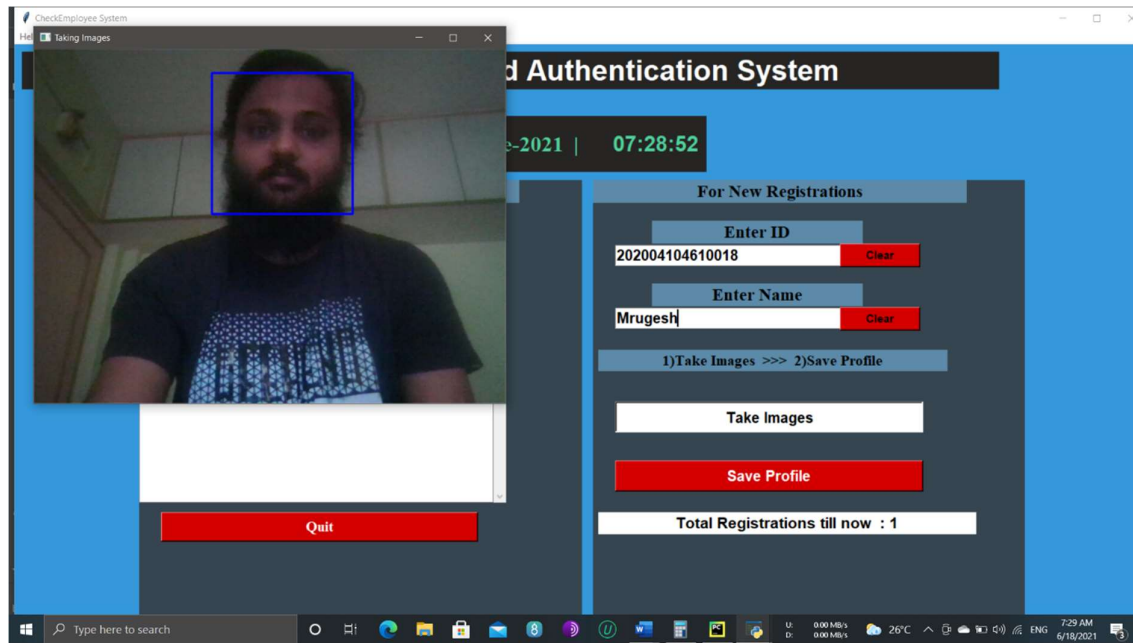 CheckEmployee System
Hel
Taking Images
d Authentication System
e-2021 | 07:28:52
For New Registrations
Enter ID
202004104610018 Clear
Enter Name
Mrugesh Clear
1)Take Images >>> 2)Save Profile
Take Images
Save Profile
Quit
Total Registrations till now : 1
Type here to search
U: 0.00 MB/s
D: 0.00 MB/s
26°C
ENG
7:29 AM
6/18/2021
3